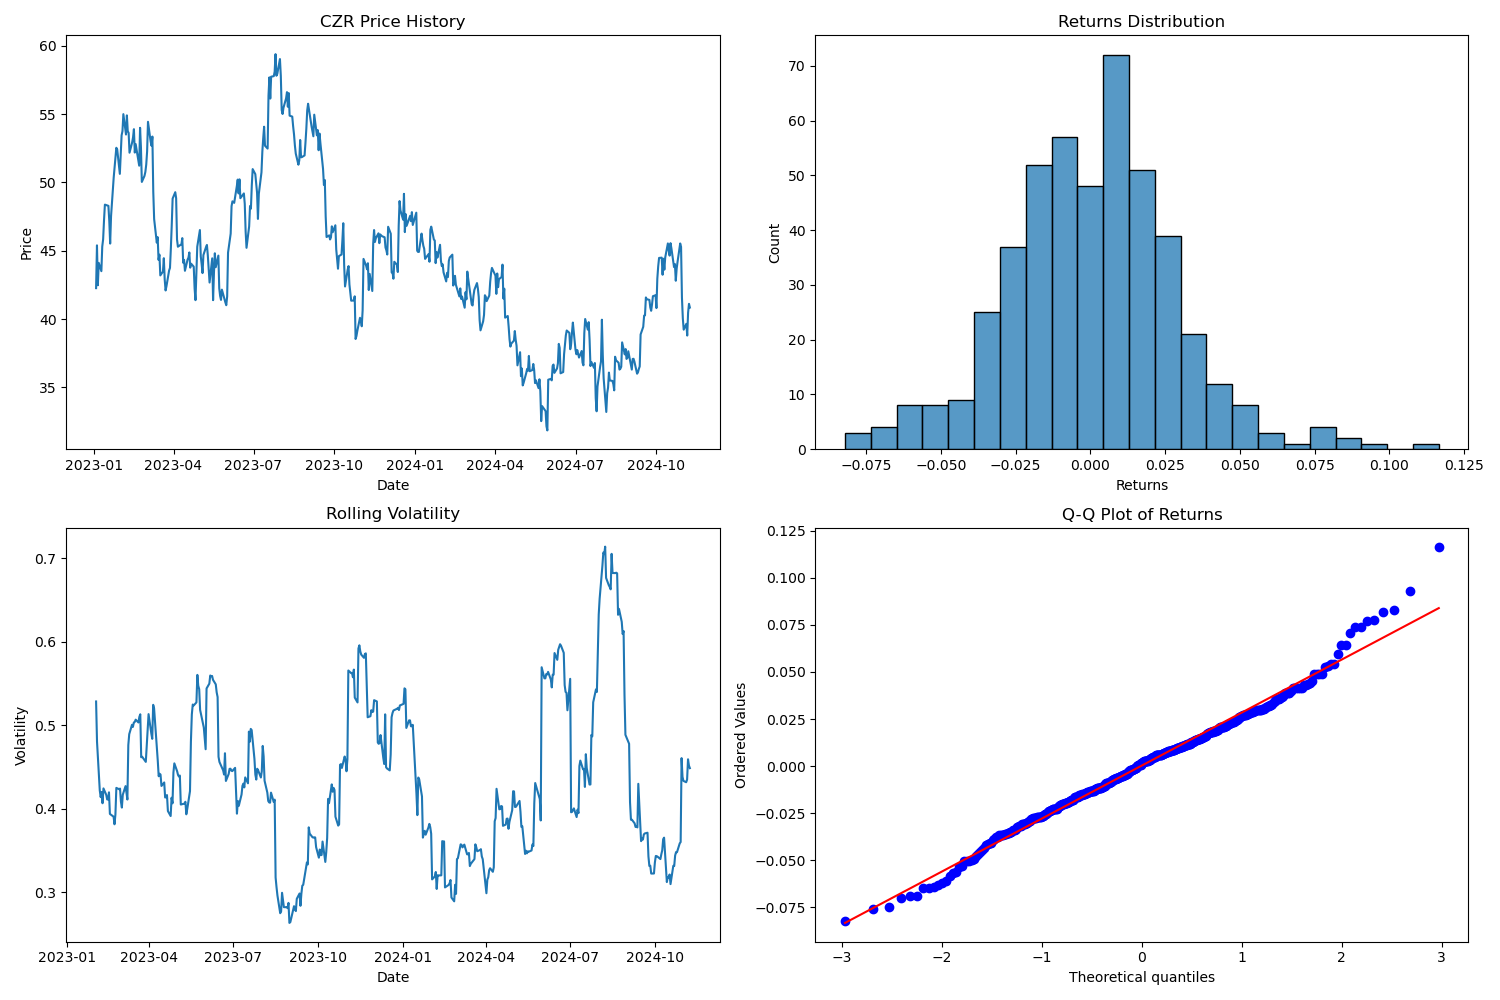 CZR Price History
60
55
50
45
40
35
Price
2023-01 2023-04 2023-07 2023-10 2024-01 2024-04 2024-07 2024-10
Date
Returns Distribution
70
60
50
40
30
20
10
0
Count
−0.075 −0.050 −0.025 0.000 0.025 0.050 0.075 0.100 0.125
Returns
Rolling Volatility
0.7
0.6
0.5
0.4
0.3
Volatility
2023-01 2023-04 2023-07 2023-10 2024-01 2024-04 2024-07 2024-10
Date
Q-Q Plot of Returns
0.125
0.100
0.075
0.050
0.025
0.000
−0.025
−0.050
−0.075
Ordered Values
−3 −2 −1 0 1 2 3
Theoretical quantiles